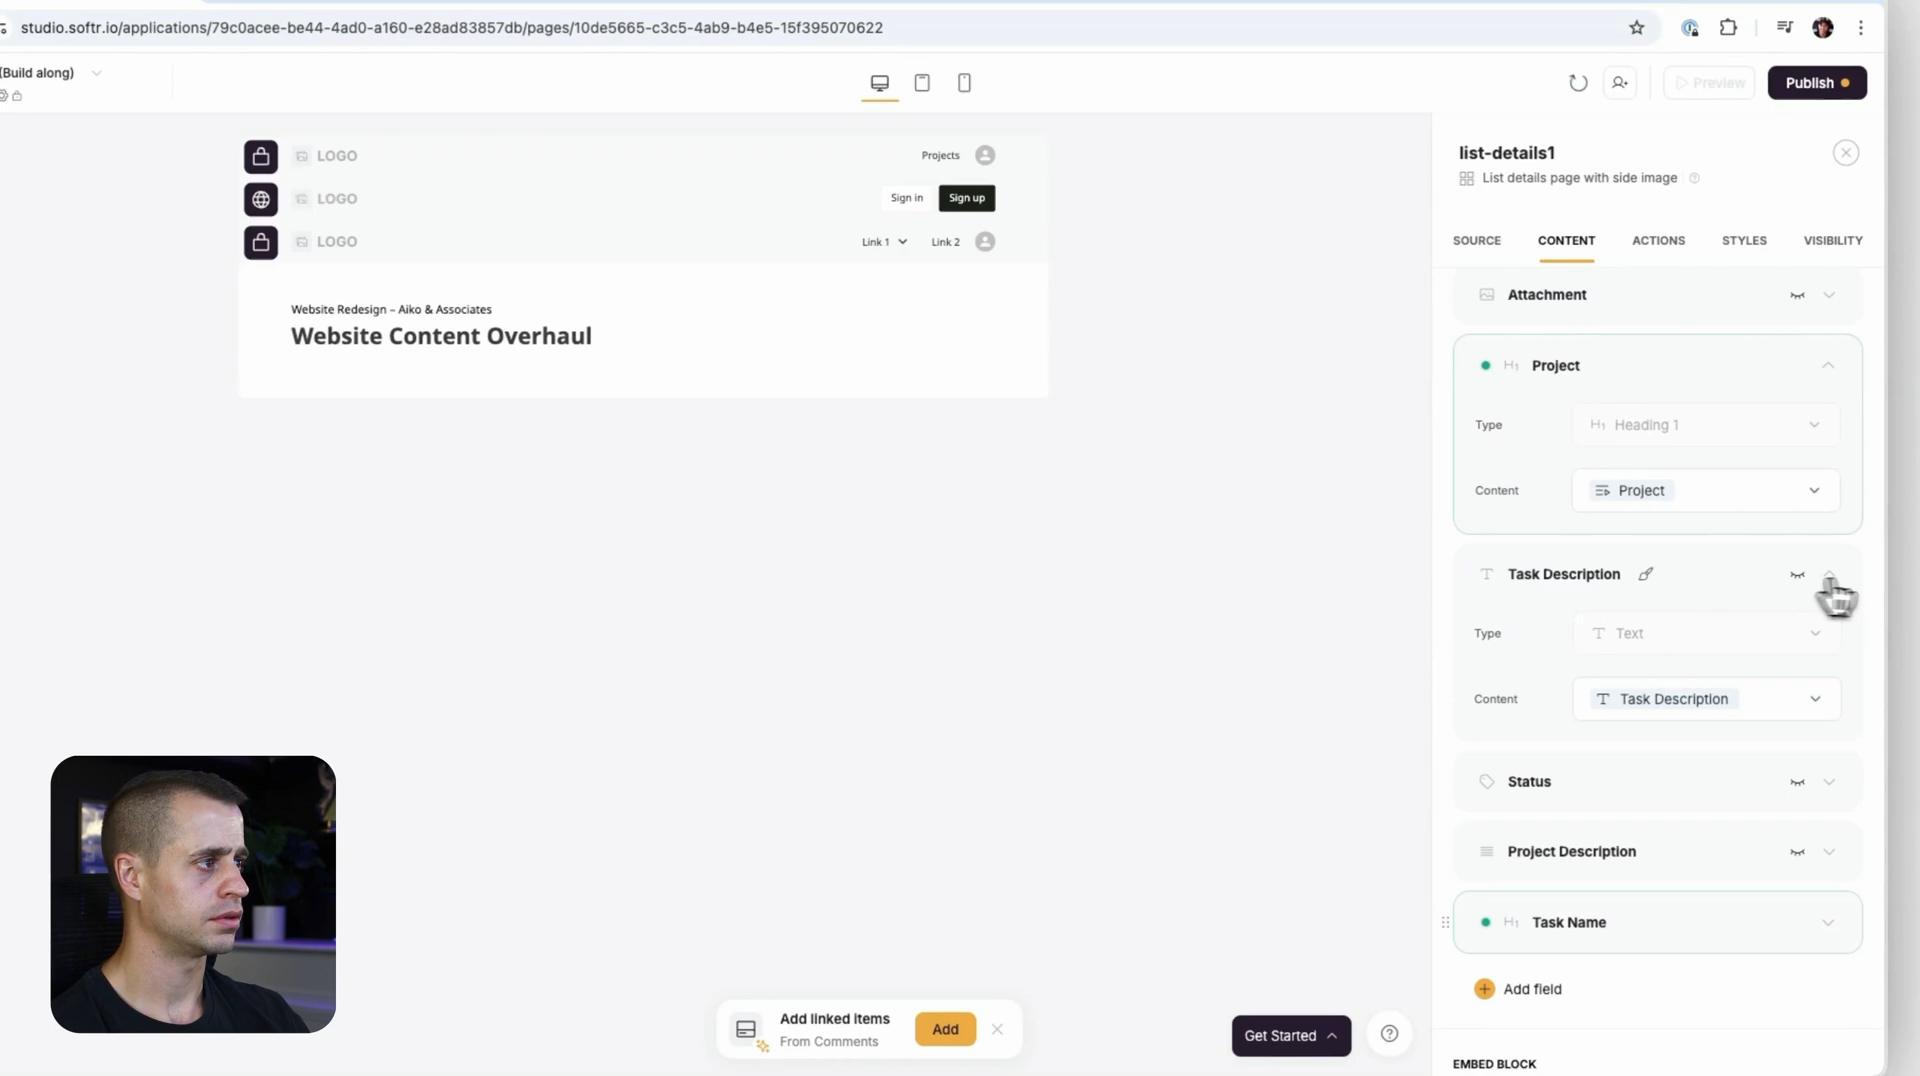 studio.softr.io/applications/79c0acee-be44-4ad0-a160-e28ad83857db/pages/10de5665-c3c5-4ab9-b4e5-15f395070622
(Build along)
Preview
Publish
LOGO
Projects
LOGO
Sign in
Sign up
LOGO
Link 1
Link 2
Website Redesign – Aiko & Associates
Website Content Overhaul
list-details1
List details page with side image
SOURCE
CONTENT
ACTIONS
STYLES
VISIBILITY
Attachment
H1 Project
Type
H1 Heading 1
Content
Project
Task Description
Type
Text
Content
Task Description
Status
Project Description
H1 Task Name
Add field
EMBED BLOCK
Add linked items
From Comments
Add
Get Started